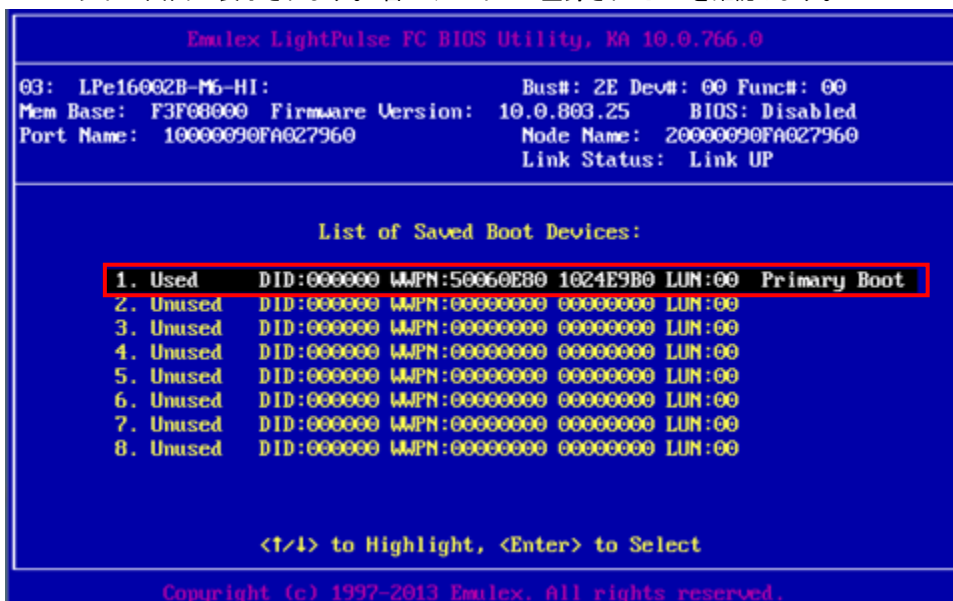 Emulex LightPulse FC BIOS Utility, KA 10.0.766.0
03: LPe16002B-M6-HI: Bus#: 2E Dev#: 00 Func#: 00
Mem Base: F3F08000 Firmware Version: 10.0.803.25 BIOS: Disabled
Port Name: 10000090FA027960 Node Name: 20000090FA027960
Link Status: Link UP
List of Saved Boot Devices:
1. Used DID:000000 WWPN:50060E80 1024E9B0 LUN:00 Primary Boot
2. Unused DID:000000 WWPN:00000000 00000000 LUN:00
3. Unused DID:000000 WWPN:00000000 00000000 LUN:00
4. Unused DID:000000 WWPN:00000000 00000000 LUN:00
5. Unused DID:000000 WWPN:00000000 00000000 LUN:00
6. Unused DID:000000 WWPN:00000000 00000000 LUN:00
7. Unused DID:000000 WWPN:00000000 00000000 LUN:00
8. Unused DID:000000 WWPN:00000000 00000000 LUN:00
<↑/↓> to Highlight, <Enter> to Select
Copyright (c) 1997-2013 Emulex. All rights reserved.